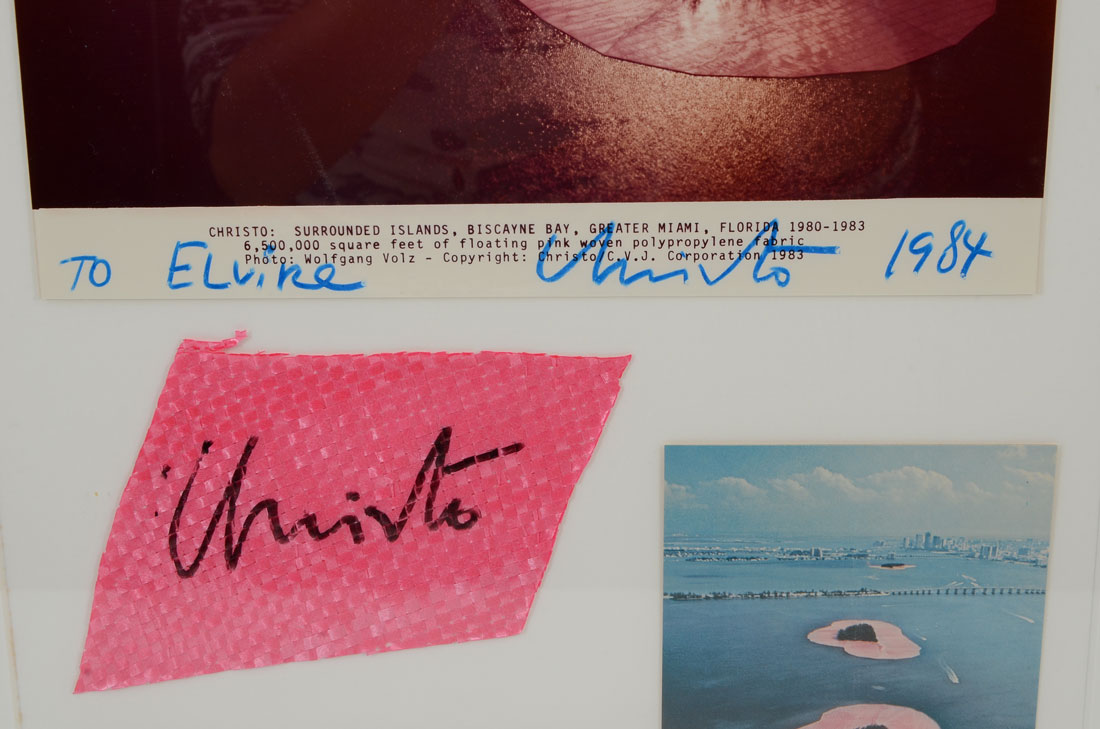 CHRISTO: SURROUNDED ISLANDS, BISCAYNE BAY, GREATER MIAMI, FLORIDA 1980-1983
6,500,000 square feet of floating pink woven polypropylene fabric
Photo: Wolfgang Volz - Copyright: Christo/C.V.J. Corporation 1983
TO ELvire Christo 1984
Christo